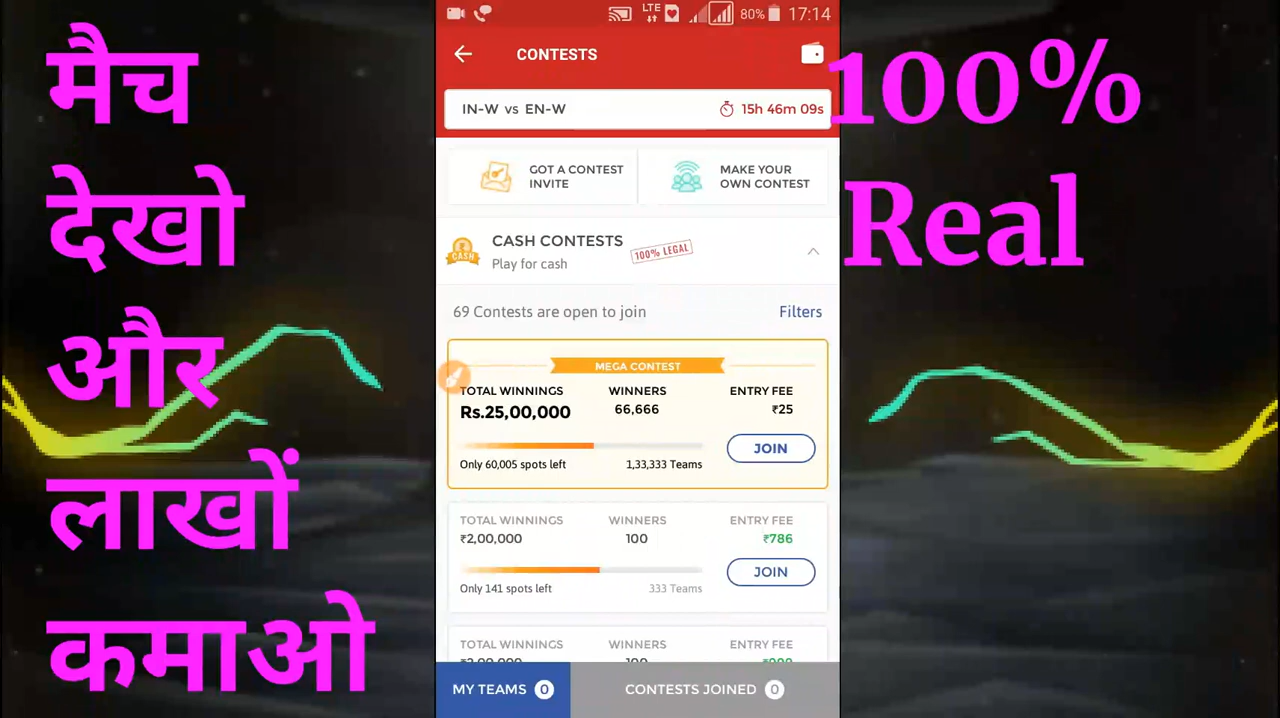 मैच
देखो
और
लाखों
कमाओ
LTE 80% 17:14
CONTESTS
IN-W vs EN-W 15h 46m 09s
GOT A CONTEST
INVITE
MAKE YOUR
OWN CONTEST
CASH
CASH CONTESTS
100% LEGAL
Play for cash
69 Contests are open to join Filters
MEGA CONTEST
TOTAL WINNINGS WINNERS ENTRY FEE
Rs.25,00,000 66,666 ₹25
JOIN
Only 60,005 spots left 1,33,333 Teams
TOTAL WINNINGS WINNERS ENTRY FEE
₹2,00,000 100 ₹786
JOIN
Only 141 spots left 333 Teams
TOTAL WINNINGS WINNERS ENTRY FEE
MY TEAMS 0 CONTESTS JOINED 0
100%
Real